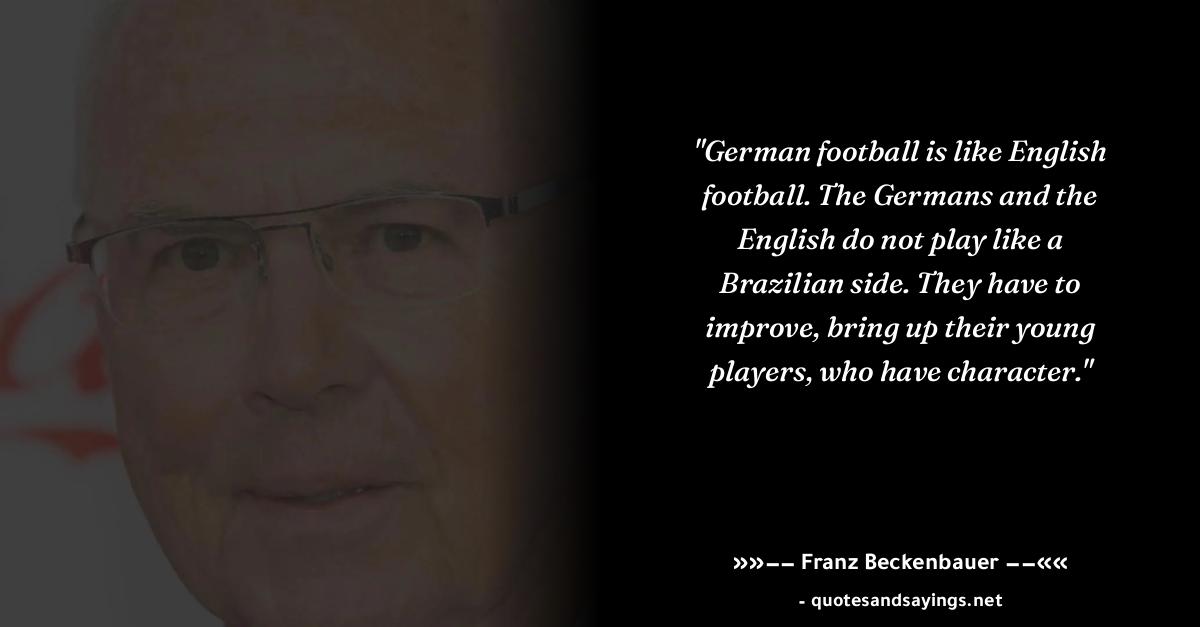 "German football is like English
football. The Germans and the
English do not play like a
Brazilian side. They have to
improve, bring up their young
players, who have character."
»»−− Franz Beckenbauer −−««
- quotesandsayings.net